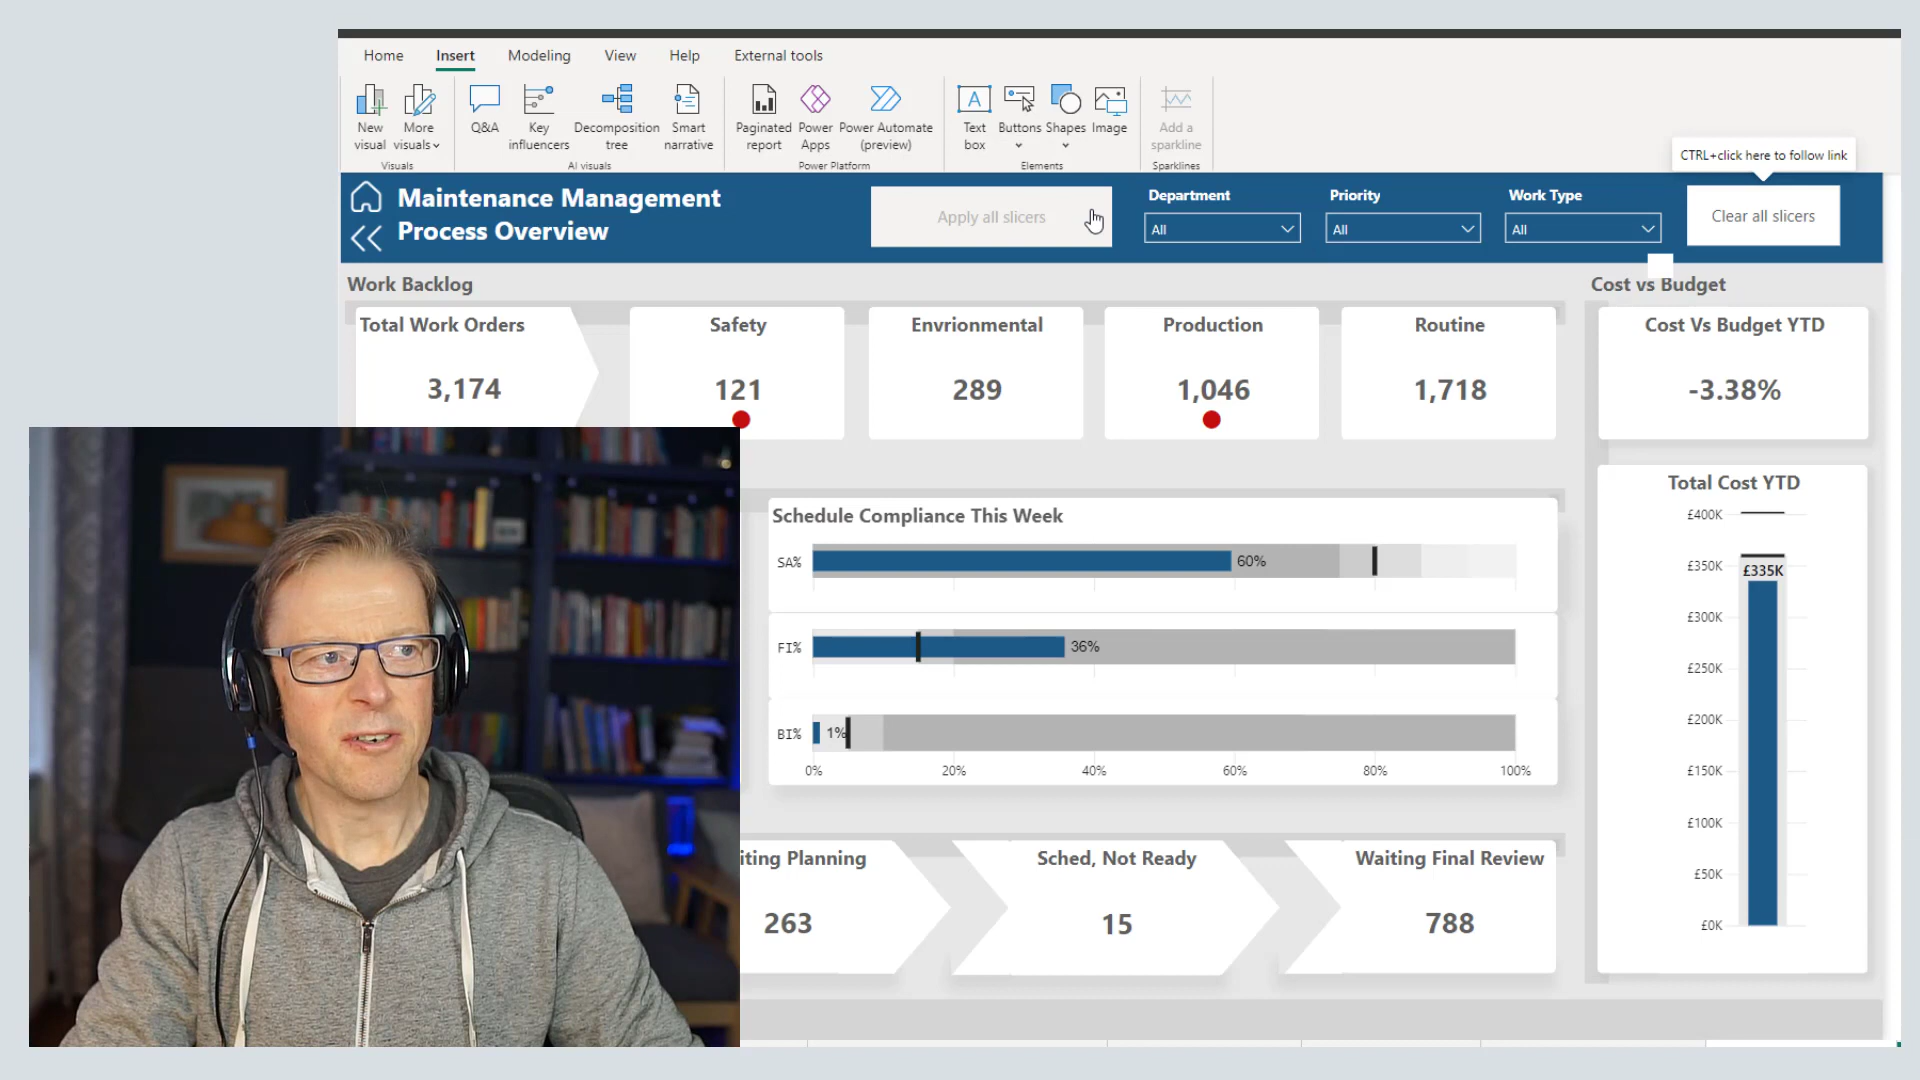 Home Insert Modeling View Help External tools
New visual
More visuals
Q&A
Key influencers
Decomposition tree
Smart narrative
Paginated report
Power Apps
Power Automate (preview)
Text box
Buttons
Shapes
Image
Add a sparkline
Visuals
AI visuals
Power Platform
Elements
Sparklines
CTRL+click here to follow link
Maintenance Management
Process Overview
Apply all slicers
Department
All
Priority
All
Work Type
All
Clear all slicers
Work Backlog
Total Work Orders
3,174
Safety
121
Envrionmental
289
Production
1,046
Routine
1,718
Cost vs Budget
Cost Vs Budget YTD
-3.38%
Schedule Compliance This Week
SA% 60%
FI% 36%
BI% 1%
0% 20% 40% 60% 80% 100%
Total Cost YTD
£400K
£350K
£335K
£300K
£250K
£200K
£150K
£100K
£50K
£0K
iting Planning
263
Sched, Not Ready
15
Waiting Final Review
788